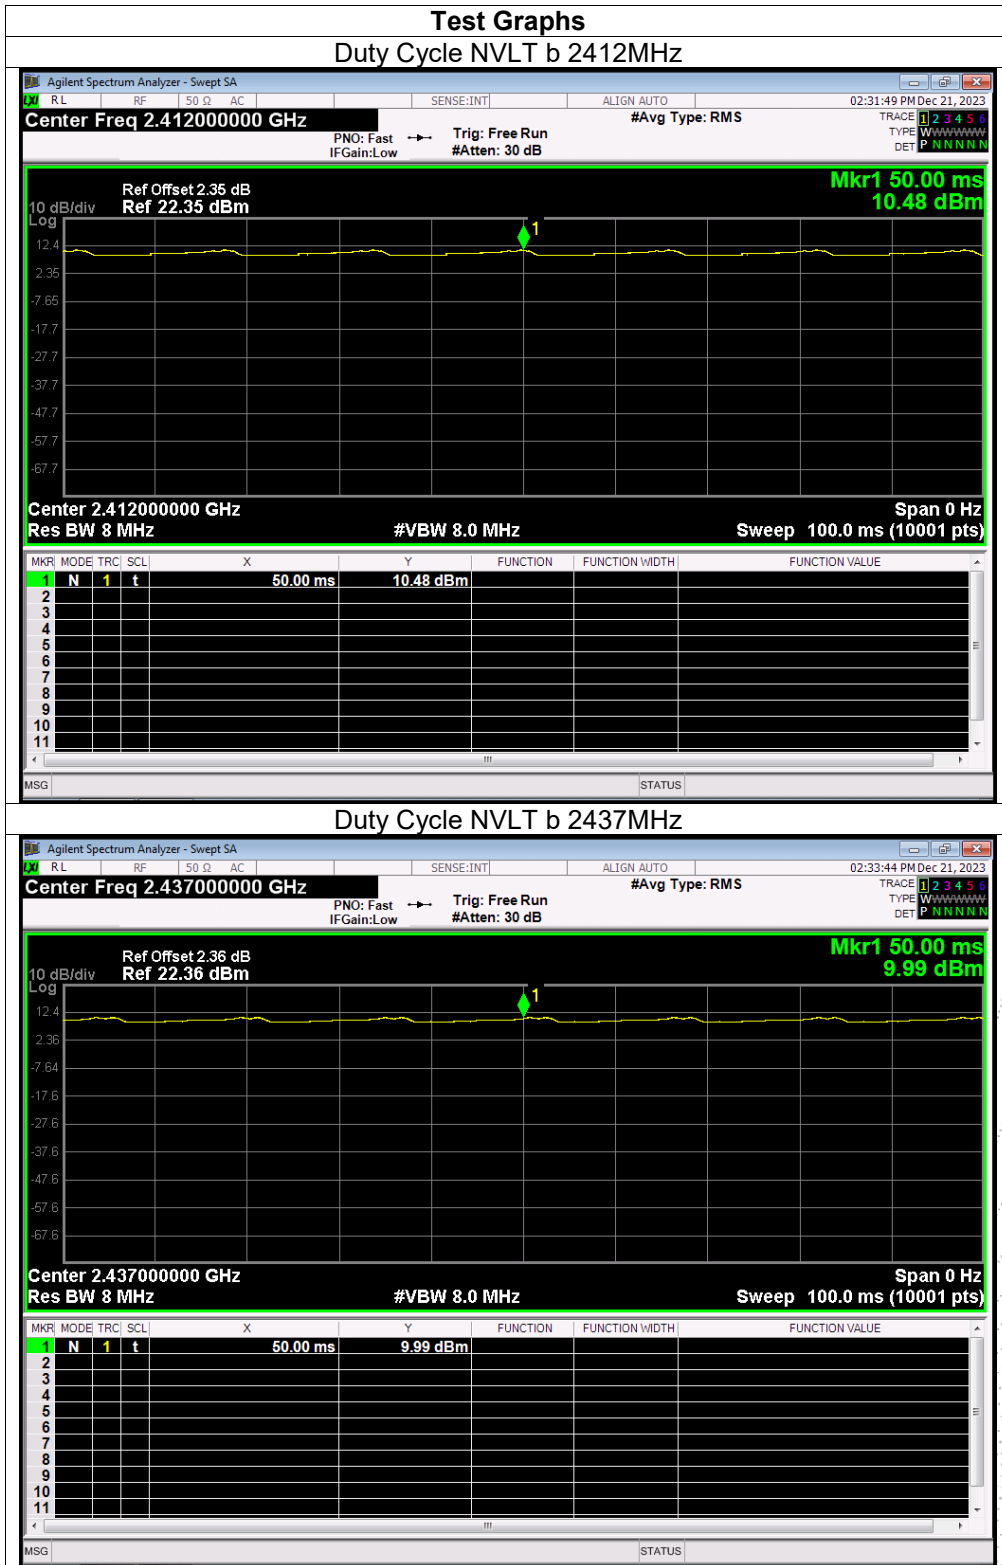 Test Graphs
Duty Cycle NVLT b 2412MHz
Agilent Spectrum Analyzer - Swept SA
LXI RL RF 50 Ω AC SENSE:INT ALIGN AUTO 02:31:49 PM Dec 21, 2023
Center Freq 2.412000000 GHz #Avg Type: RMS TRACE 1 2 3 4 5 6
PNO: Fast Trig: Free Run TYPE WWWWWW
IFGain:Low #Atten: 30 dB DET P N N N N N
Mkr1 50.00 ms
Ref Offset 2.35 dB
10 dB/div Ref 22.35 dBm 10.48 dBm
Log
1
12.4
2.35
-7.65
-17.7
-27.7
-37.7
-47.7
-57.7
-67.7
Center 2.412000000 GHz Span 0 Hz
Res BW 8 MHz #VBW 8.0 MHz Sweep 100.0 ms (10001 pts)
MKR MODE TRC SCL X Y FUNCTION FUNCTION WIDTH FUNCTION VALUE
1 N 1 t 50.00 ms 10.48 dBm
2
3
4
5
6
7
8
9
10
11
MSG STATUS
Duty Cycle NVLT b 2437MHz
Agilent Spectrum Analyzer - Swept SA
LXI RL RF 50 Ω AC SENSE:INT ALIGN AUTO 02:33:44 PM Dec 21, 2023
Center Freq 2.437000000 GHz #Avg Type: RMS TRACE 1 2 3 4 5 6
PNO: Fast Trig: Free Run TYPE WWWWWW
IFGain:Low #Atten: 30 dB DET P N N N N N
Mkr1 50.00 ms
Ref Offset 2.36 dB
10 dB/div Ref 22.36 dBm 9.99 dBm
Log
1
12.4
2.36
-7.64
-17.6
-27.6
-37.6
-47.6
-57.6
-67.6
Center 2.437000000 GHz Span 0 Hz
Res BW 8 MHz #VBW 8.0 MHz Sweep 100.0 ms (10001 pts)
MKR MODE TRC SCL X Y FUNCTION FUNCTION WIDTH FUNCTION VALUE
1 N 1 t 50.00 ms 9.99 dBm
2
3
4
5
6
7
8
9
10
11
MSG STATUS